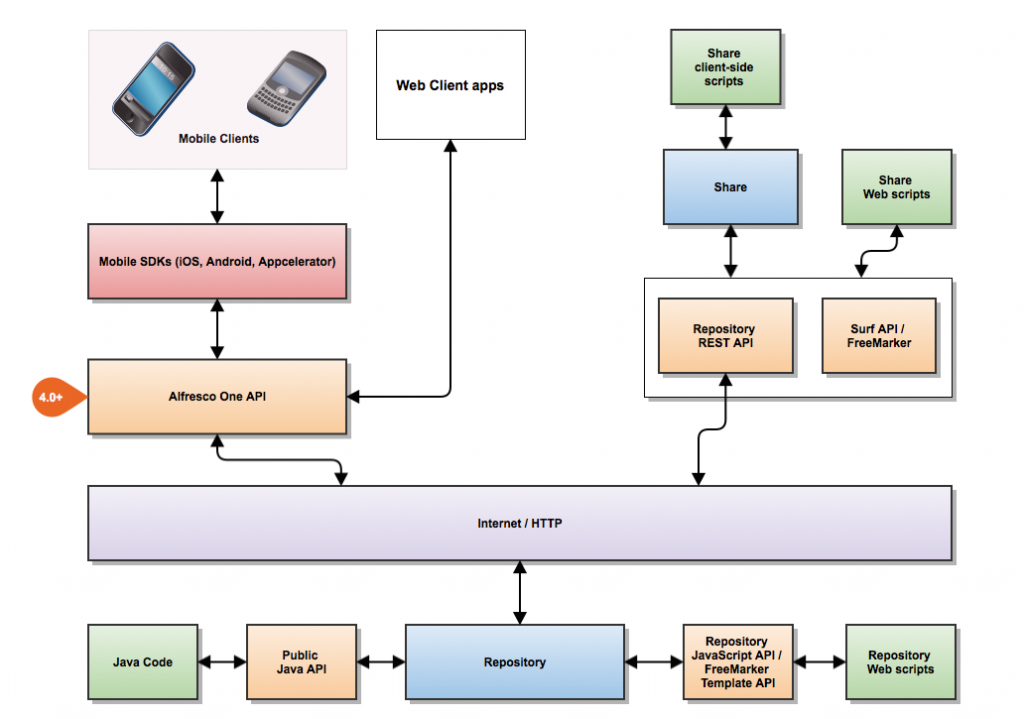 Mobile Clients
Web Client apps
Share
client-side
scripts
Share
Share
Web scripts
Mobile SDKs (iOS, Android, Appcelerator)
Repository
REST API
Surf API /
FreeMarker
4.0+
Alfresco One API
Internet / HTTP
Java Code
Public
Java API
Repository
Repository
JavaScript API /
FreeMarker
Template API
Repository
Web scripts